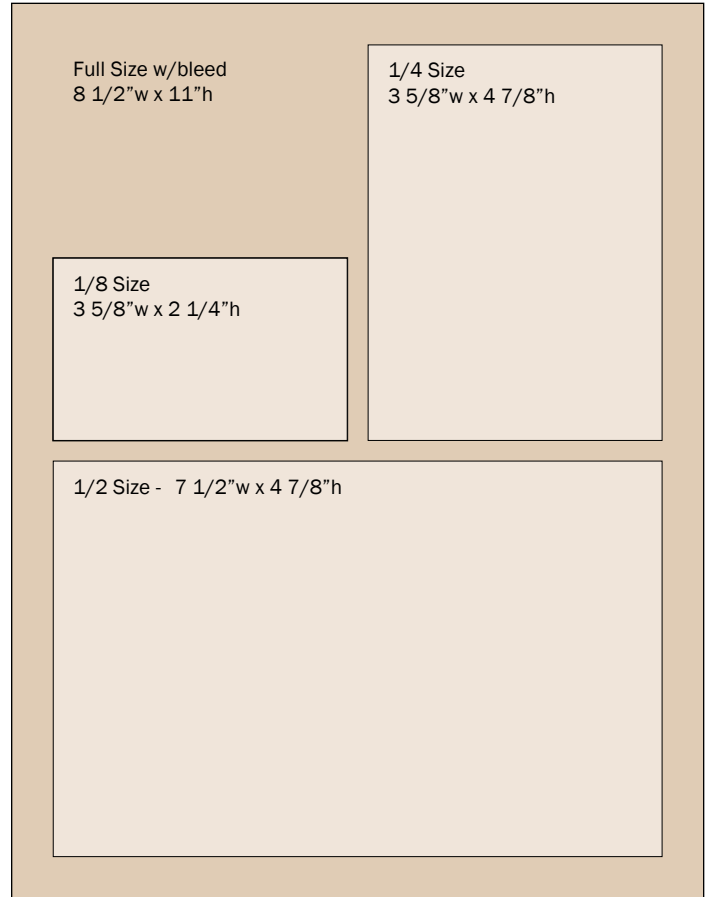 Full Size w/bleed
8 1/2”w x 11”h
1/4 Size
3 5/8”w x 4 7/8”h
1/8 Size
3 5/8”w x 2 1/4”h
1/2 Size -  7 1/2”w x 4 7/8”h